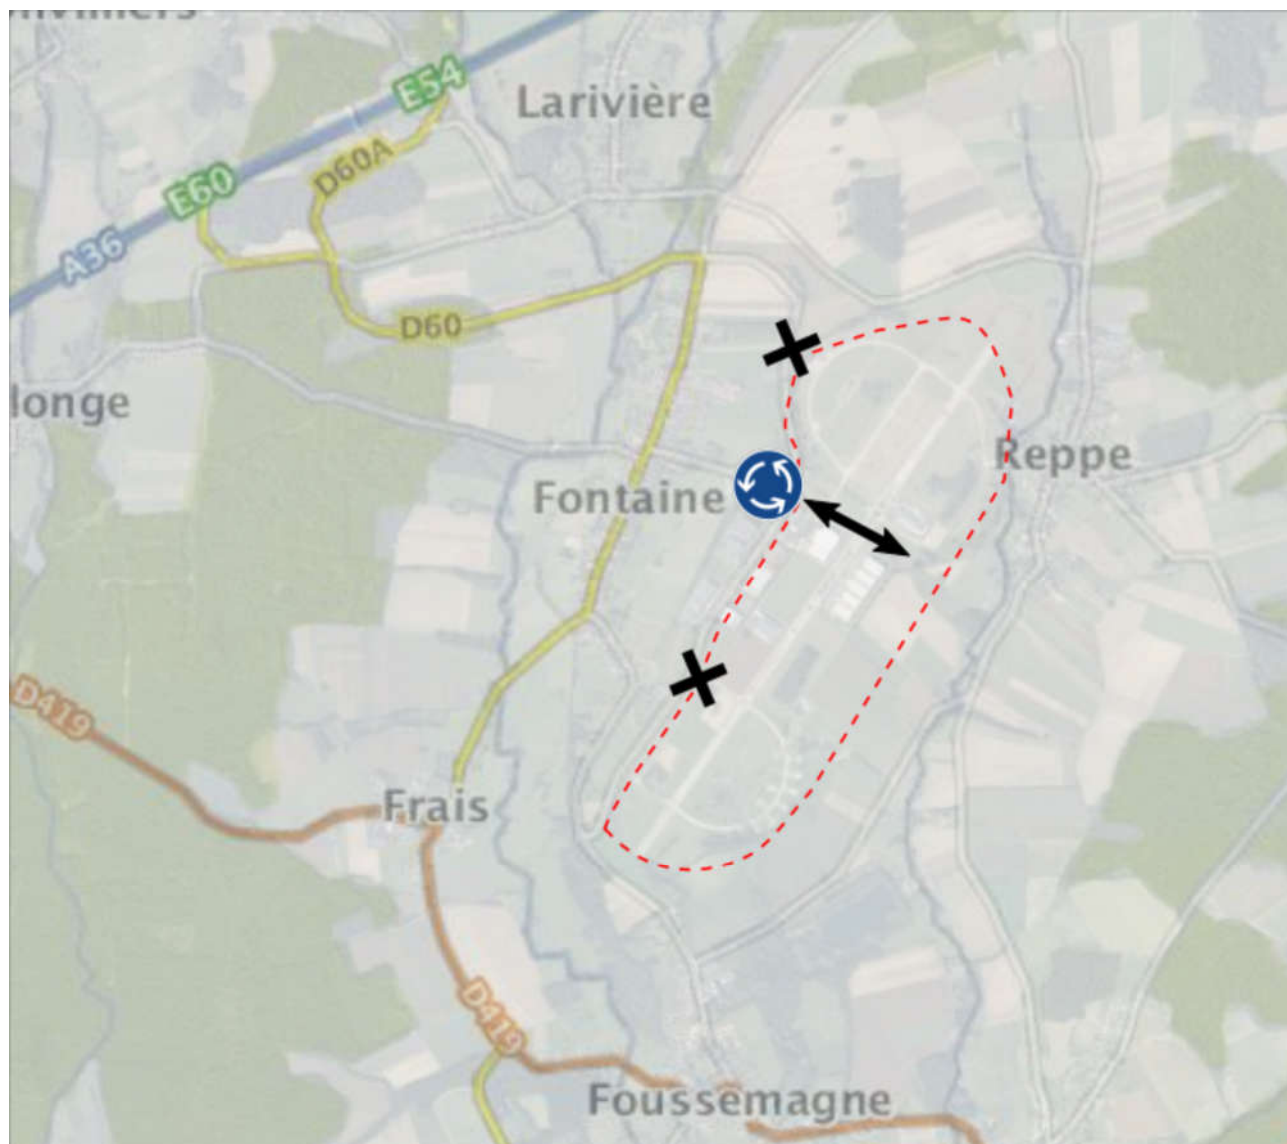 E54
Larivière
D60A
E60
A36
D60
longe
Reppe
Fontaine
D419
Frais
D419
Foussemagne